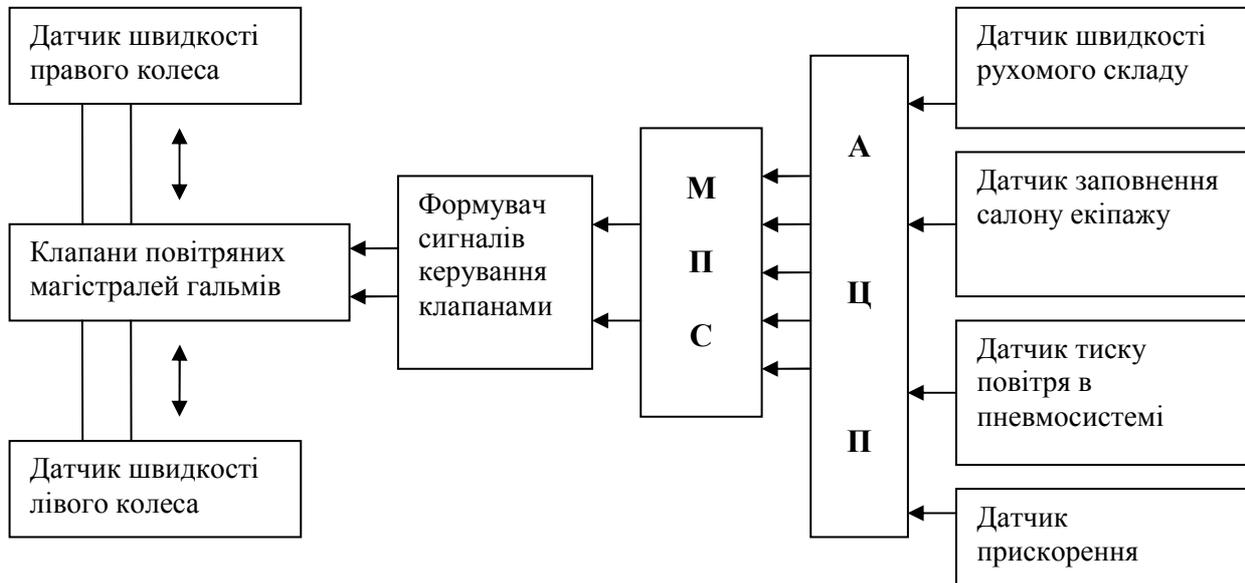 Датчик швидкості
правого колеса
Клапани повітряних
магістралей гальмів
Датчик швидкості
лівого колеса
Формувач
сигналів
керування
клапанами
М
П
С
А
Ц
П
Датчик швидкості
рухомого складу
Датчик заповнення
салону екіпажу
Датчик тиску
повітря в
пневмосистемі
Датчик
прискорення